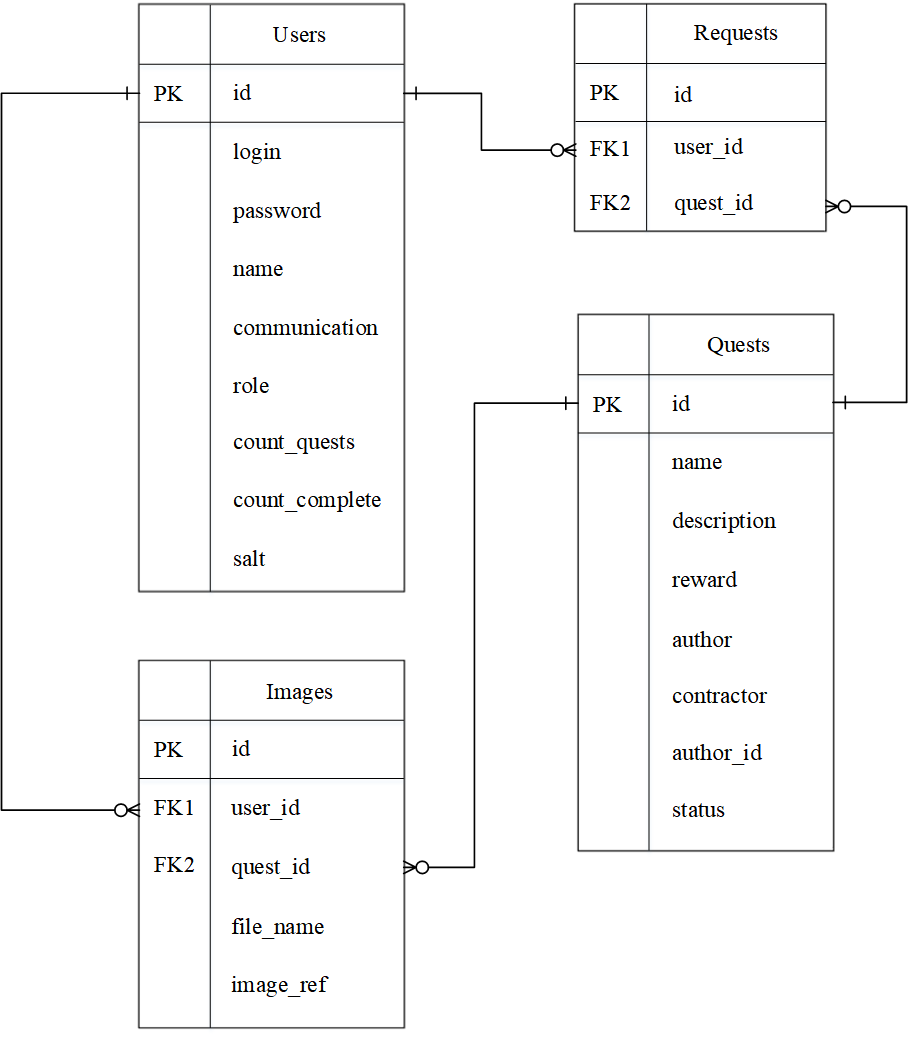 Users
PK id
login
password
name
communication
role
count_quests
count_complete
salt
Requests
PK id
FK1 user_id
FK2 quest_id
Quests
PK id
name
description
reward
author
contractor
author_id
status
Images
PK id
FK1 user_id
FK2 quest_id
file_name
image_ref